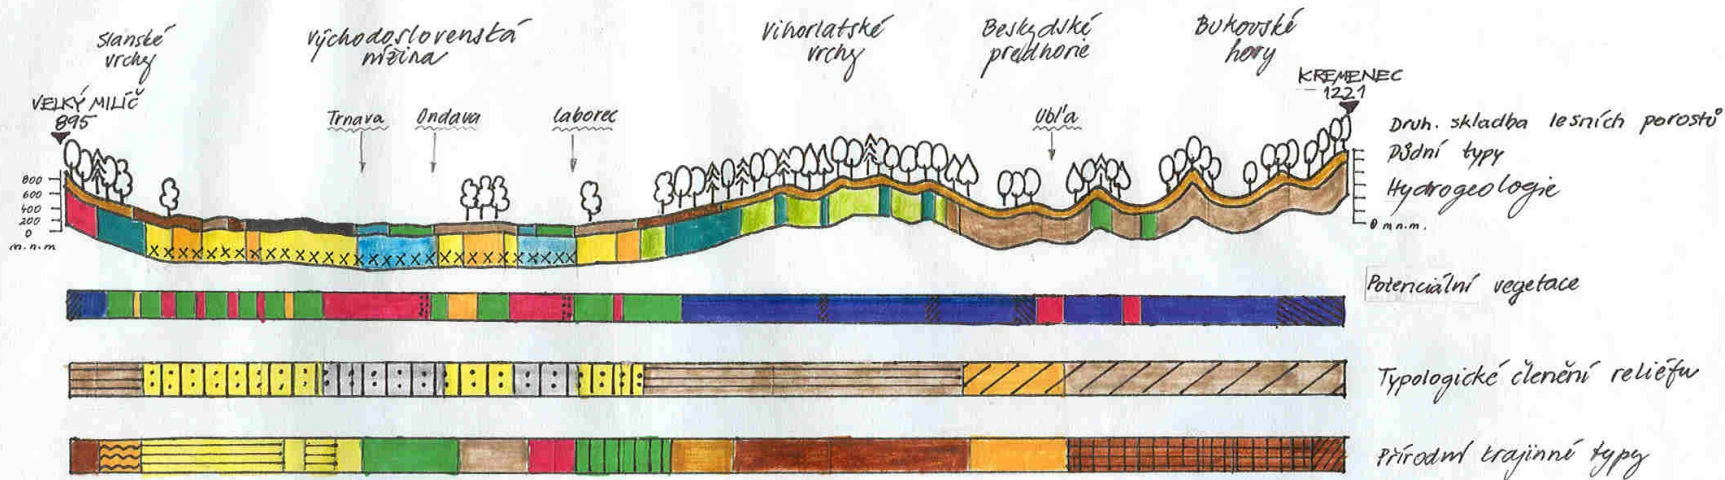 Slanské
vrchy
Východoslovenská
nížina
Vihorlatské
vrchy
Beskydské
predhorie
Bukovské
hory
VELKÝ MILIČ
895
Trnava
Ondava
Laborec
Ubl'a
KREMENEC
1221
800
600
400
200
0
m.n.m.
0 m n.m.
Druh. skladba lesních porostů
Půdní typy
Hydrogeologie
Potenciální vegetace
Typologické členění reliéfu
Přírodní krajinné typy